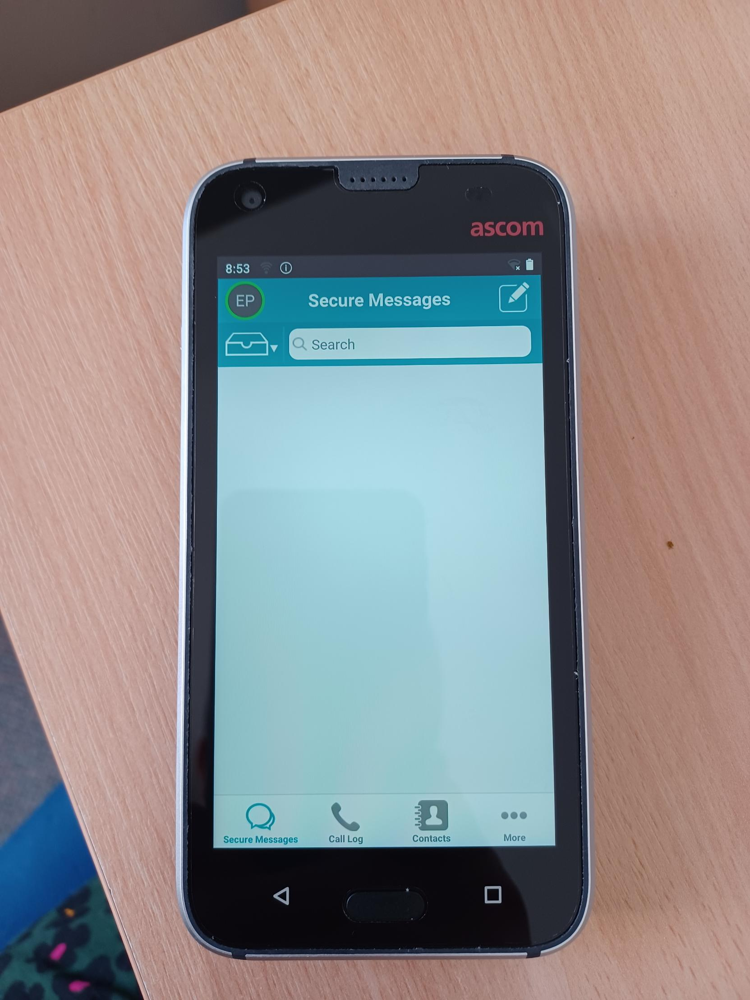 ascom
8:53
EP Secure Messages
Search
Secure Messages Call Log Contacts More